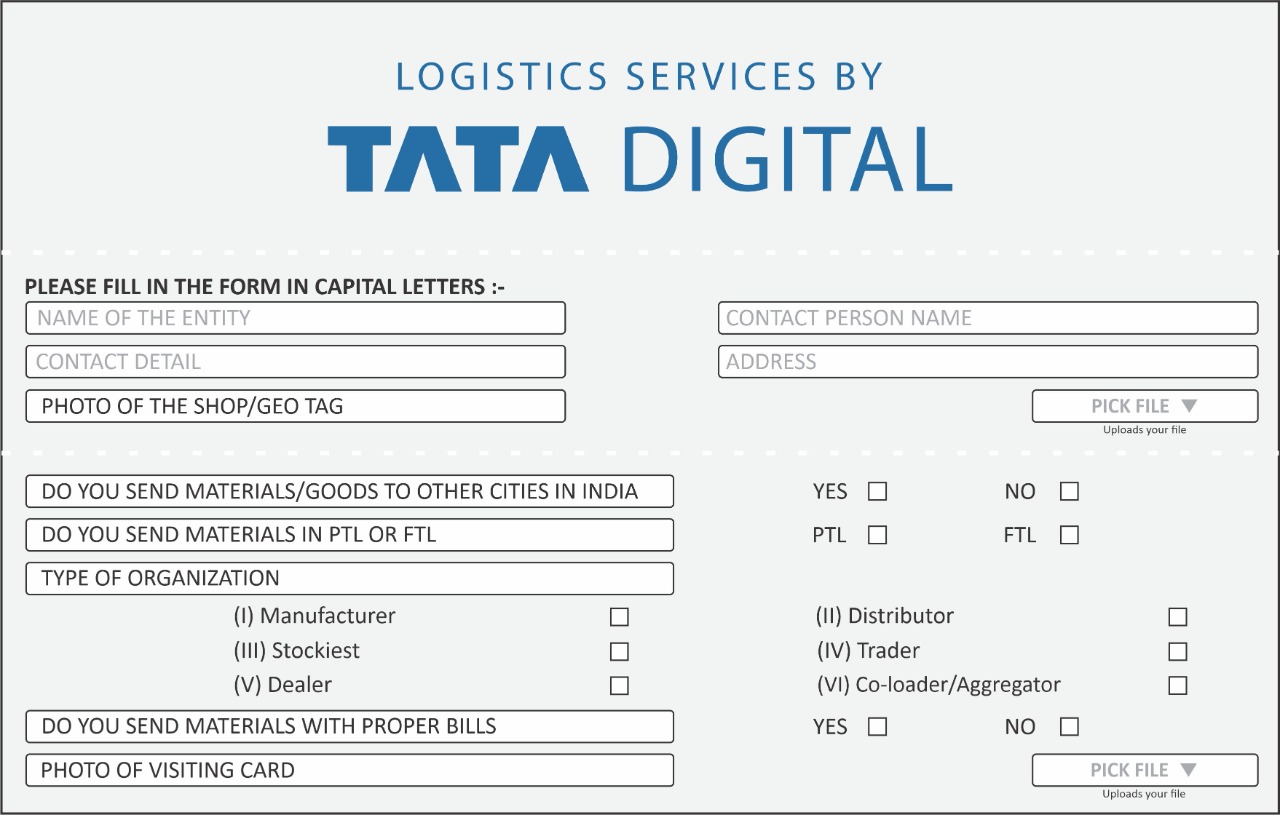 LOGISTICS SERVICES BY
TATA DIGITAL
PLEASE FILL IN THE FORM IN CAPITAL LETTERS :-
NAME OF THE ENTITY CONTACT PERSON NAME
CONTACT DETAIL ADDRESS
PHOTO OF THE SHOP/GEO TAG PICK FILE ▼
Uploads your file
DO YOU SEND MATERIALS/GOODS TO OTHER CITIES IN INDIA YES NO
DO YOU SEND MATERIALS IN PTL OR FTL PTL FTL
TYPE OF ORGANIZATION
(I) Manufacturer (II) Distributor
(III) Stockiest (IV) Trader
(V) Dealer (VI) Co-loader/Aggregator
DO YOU SEND MATERIALS WITH PROPER BILLS YES NO
PHOTO OF VISITING CARD PICK FILE ▼
Uploads your file